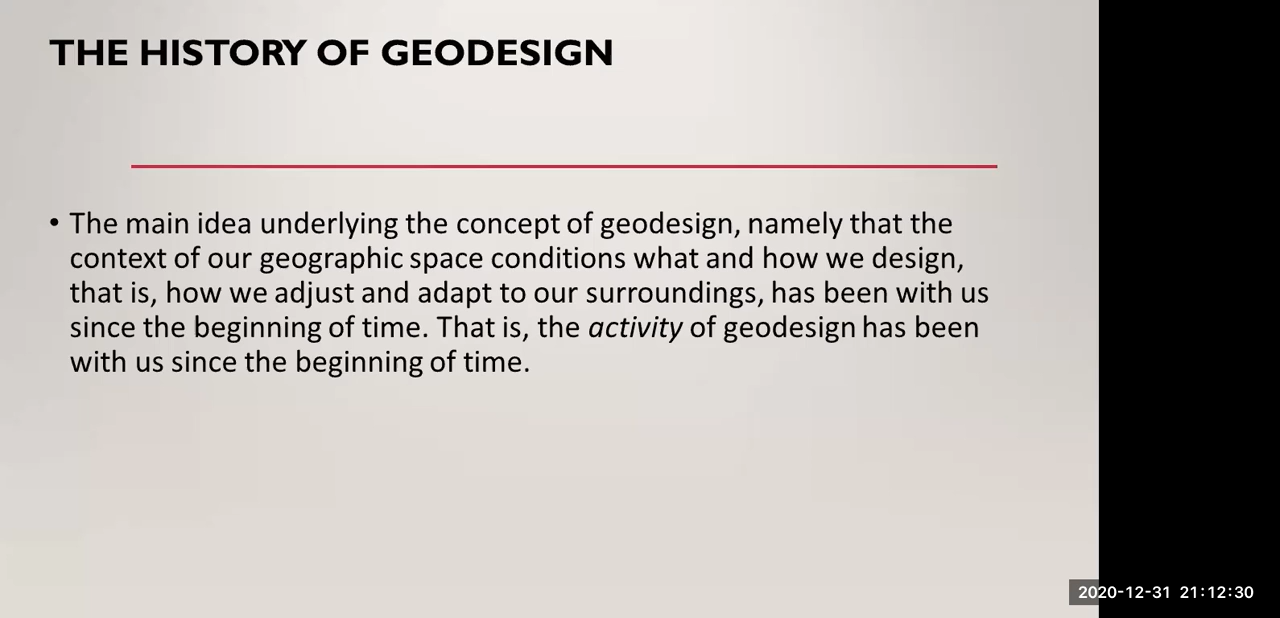 THE HISTORY OF GEODESIGN
• The main idea underlying the concept of geodesign, namely that the
context of our geographic space conditions what and how we design,
that is, how we adjust and adapt to our surroundings, has been with us
since the beginning of time. That is, the activity of geodesign has been
with us since the beginning of time.
2020-12-31 21:12:30